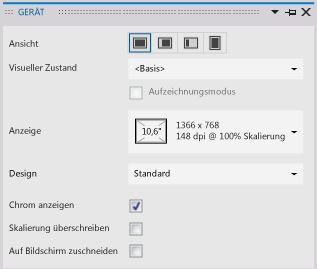 GERÄT
Ansicht
Visueller Zustand
<Basis>
Aufzeichnungsmodus
Anzeige
10,6"
1366 x 768
148 dpi @ 100% Skalierung
Design
Standard
Chrom anzeigen
Skalierung überschreiben
Auf Bildschirm zuschneiden